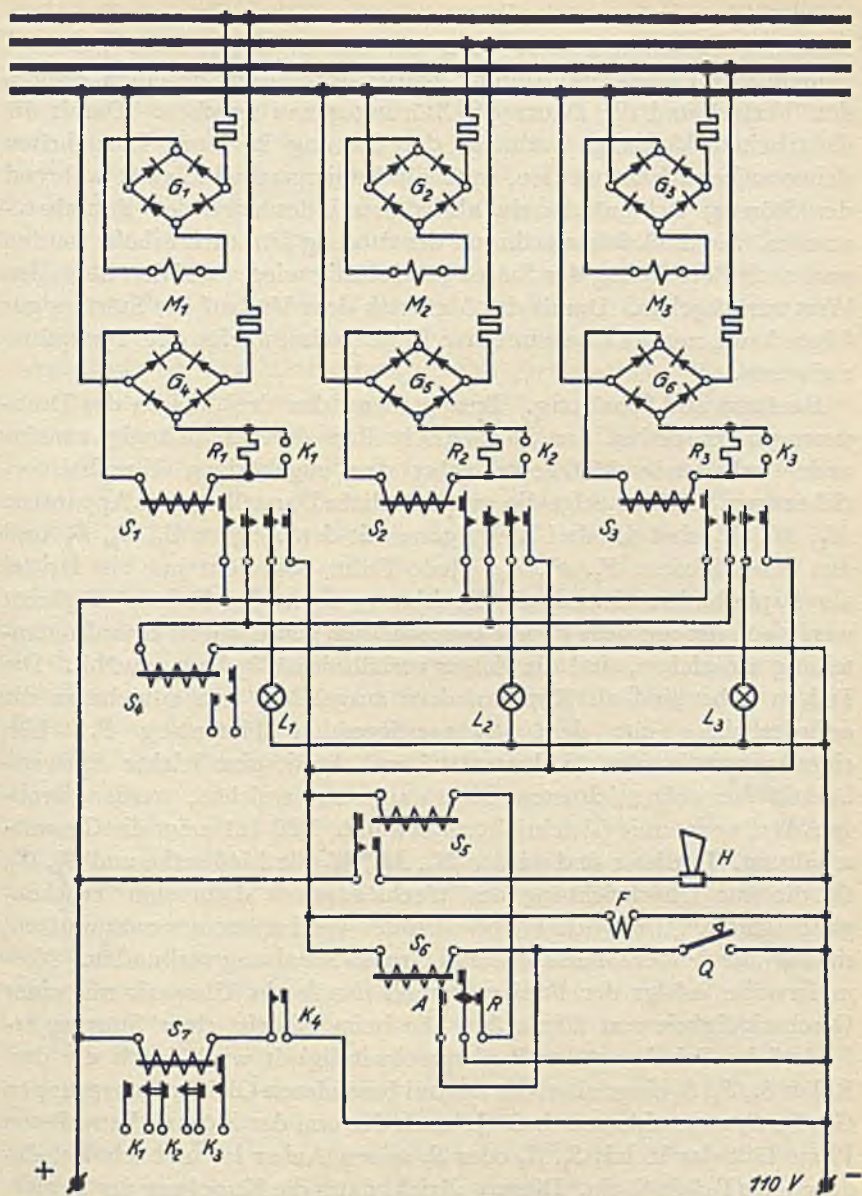 G1 G2 G3
M1 M2 M3
G4 G5 G6
R1 K1 R2 K2 R3 K3
S1 S2 S3
S4 L1 L2 L3
S5 H
F
S6 Q
A R
S7 K4
K1 K2 K3
+ 110 V −